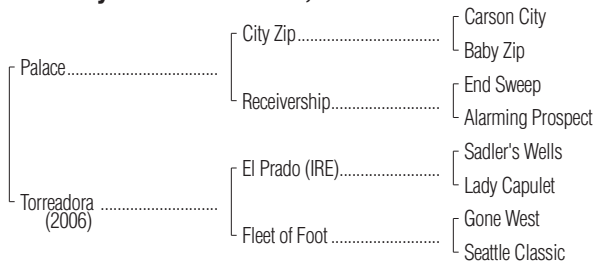 Carson City
City Zip
Baby Zip
Palace
End Sweep
Receivership
Alarming Prospect
Sadler's Wells
El Prado (IRE)
Lady Capulet
Torreadora
(2006)
Gone West
Fleet of Foot
Seattle Classic